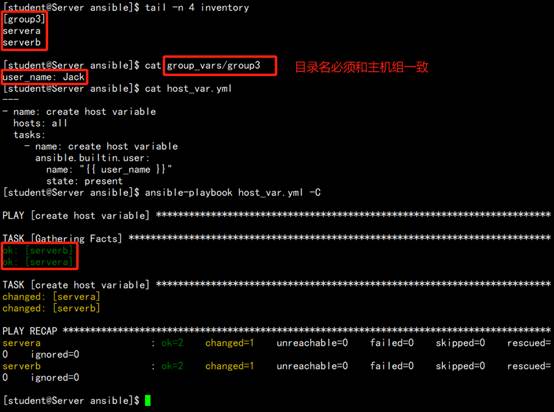 [student@Server ansible]$ tail -n 4 inventory
[group3]
servera
serverb
[student@Server ansible]$ cat group_vars/group3 目录名必须和主机组一致
user_name: Jack
[student@Server ansible]$ cat host_var.yml
---
- name: create host variable
  hosts: all
  tasks:
    - name: create host variable
      ansible.builtin.user:
        name: "{{ user_name }}"
        state: present
[student@Server ansible]$ ansible-playbook host_var.yml -C
PLAY [create host variable] ************************************************************
TASK [Gathering Facts] *****************************************************************
ok: [serverb]
ok: [servera]
TASK [create host variable] ************************************************************
changed: [servera]
changed: [serverb]
PLAY RECAP *****************************************************************************
servera                    : ok=2    changed=1    unreachable=0    failed=0    skipped=0    rescued=
0    ignored=0
serverb                    : ok=2    changed=1    unreachable=0    failed=0    skipped=0    rescued=
0    ignored=0
[student@Server ansible]$